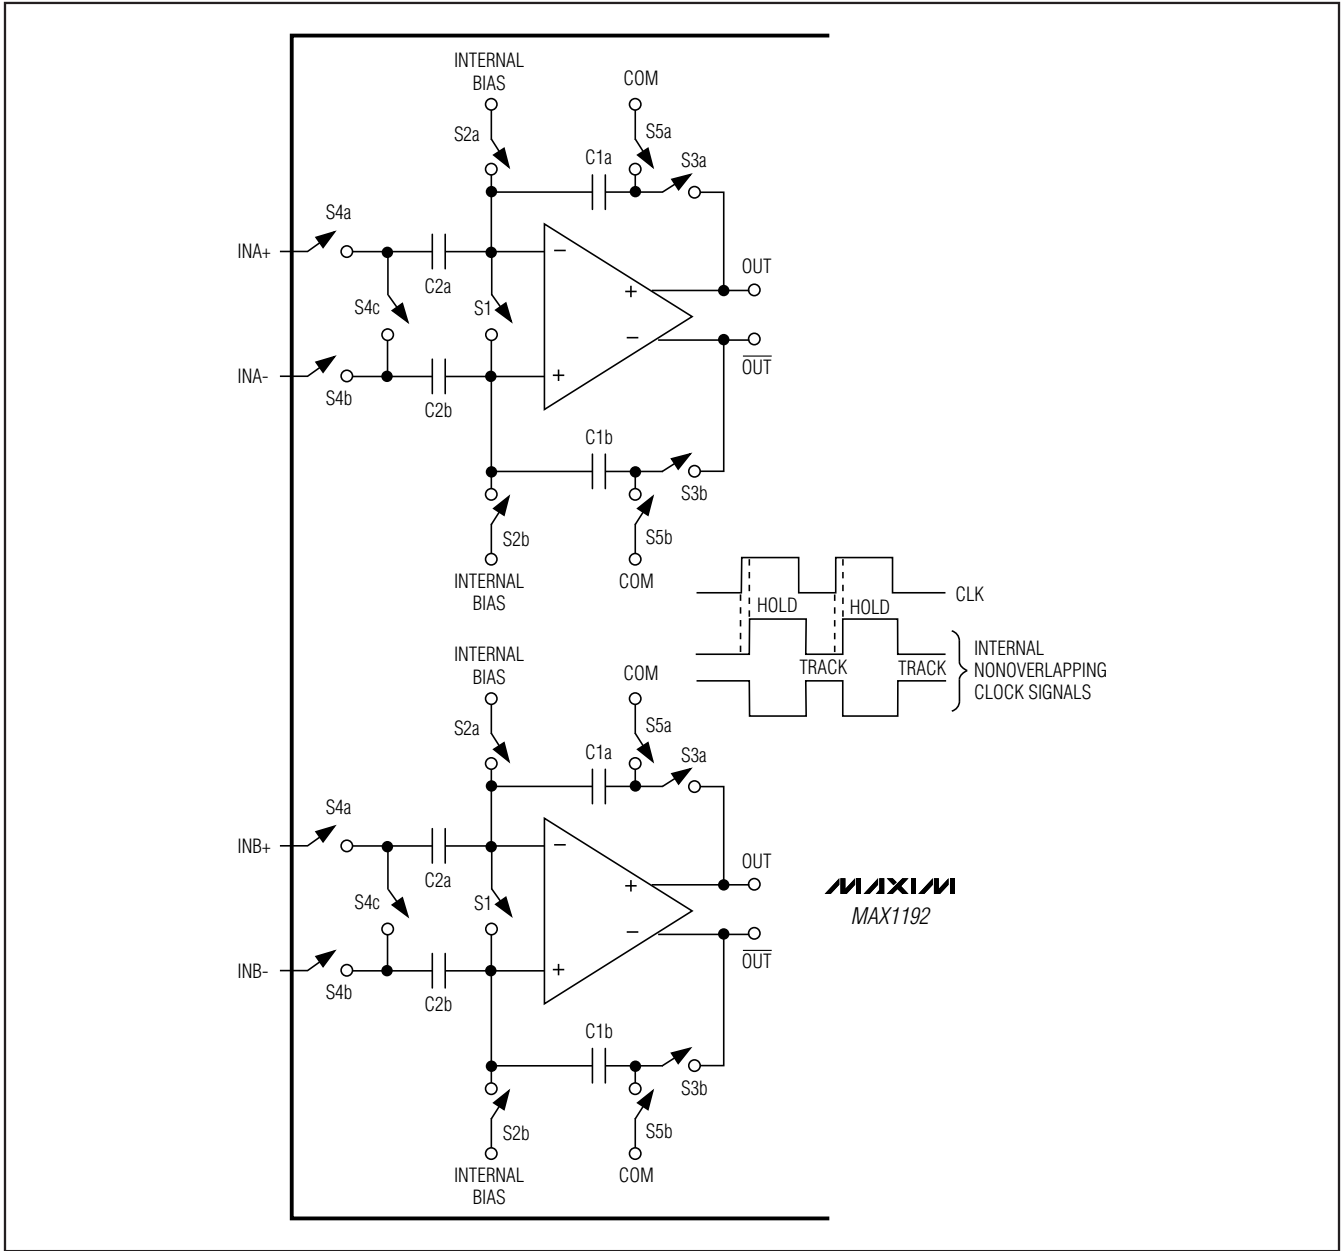 INTERNAL
BIAS
COM
S2a
S5a
C1a
S3a
S4a
INA+
–
C2a
OUT
+
S4c
S1
–
OUT
INA-
+
S4b
C2b
C1b
S3b
S2b
S5b
INTERNAL
BIAS
COM
CLK
HOLD
HOLD
TRACK
TRACK
INTERNAL
NONOVERLAPPING
CLOCK SIGNALS
INTERNAL
BIAS
COM
S2a
S5a
C1a
S3a
S4a
INB+
–
C2a
OUT
+
S4c
S1
–
OUT
INB-
+
S4b
C2b
MAXIM
MAX1192
C1b
S3b
S2b
S5b
INTERNAL
BIAS
COM